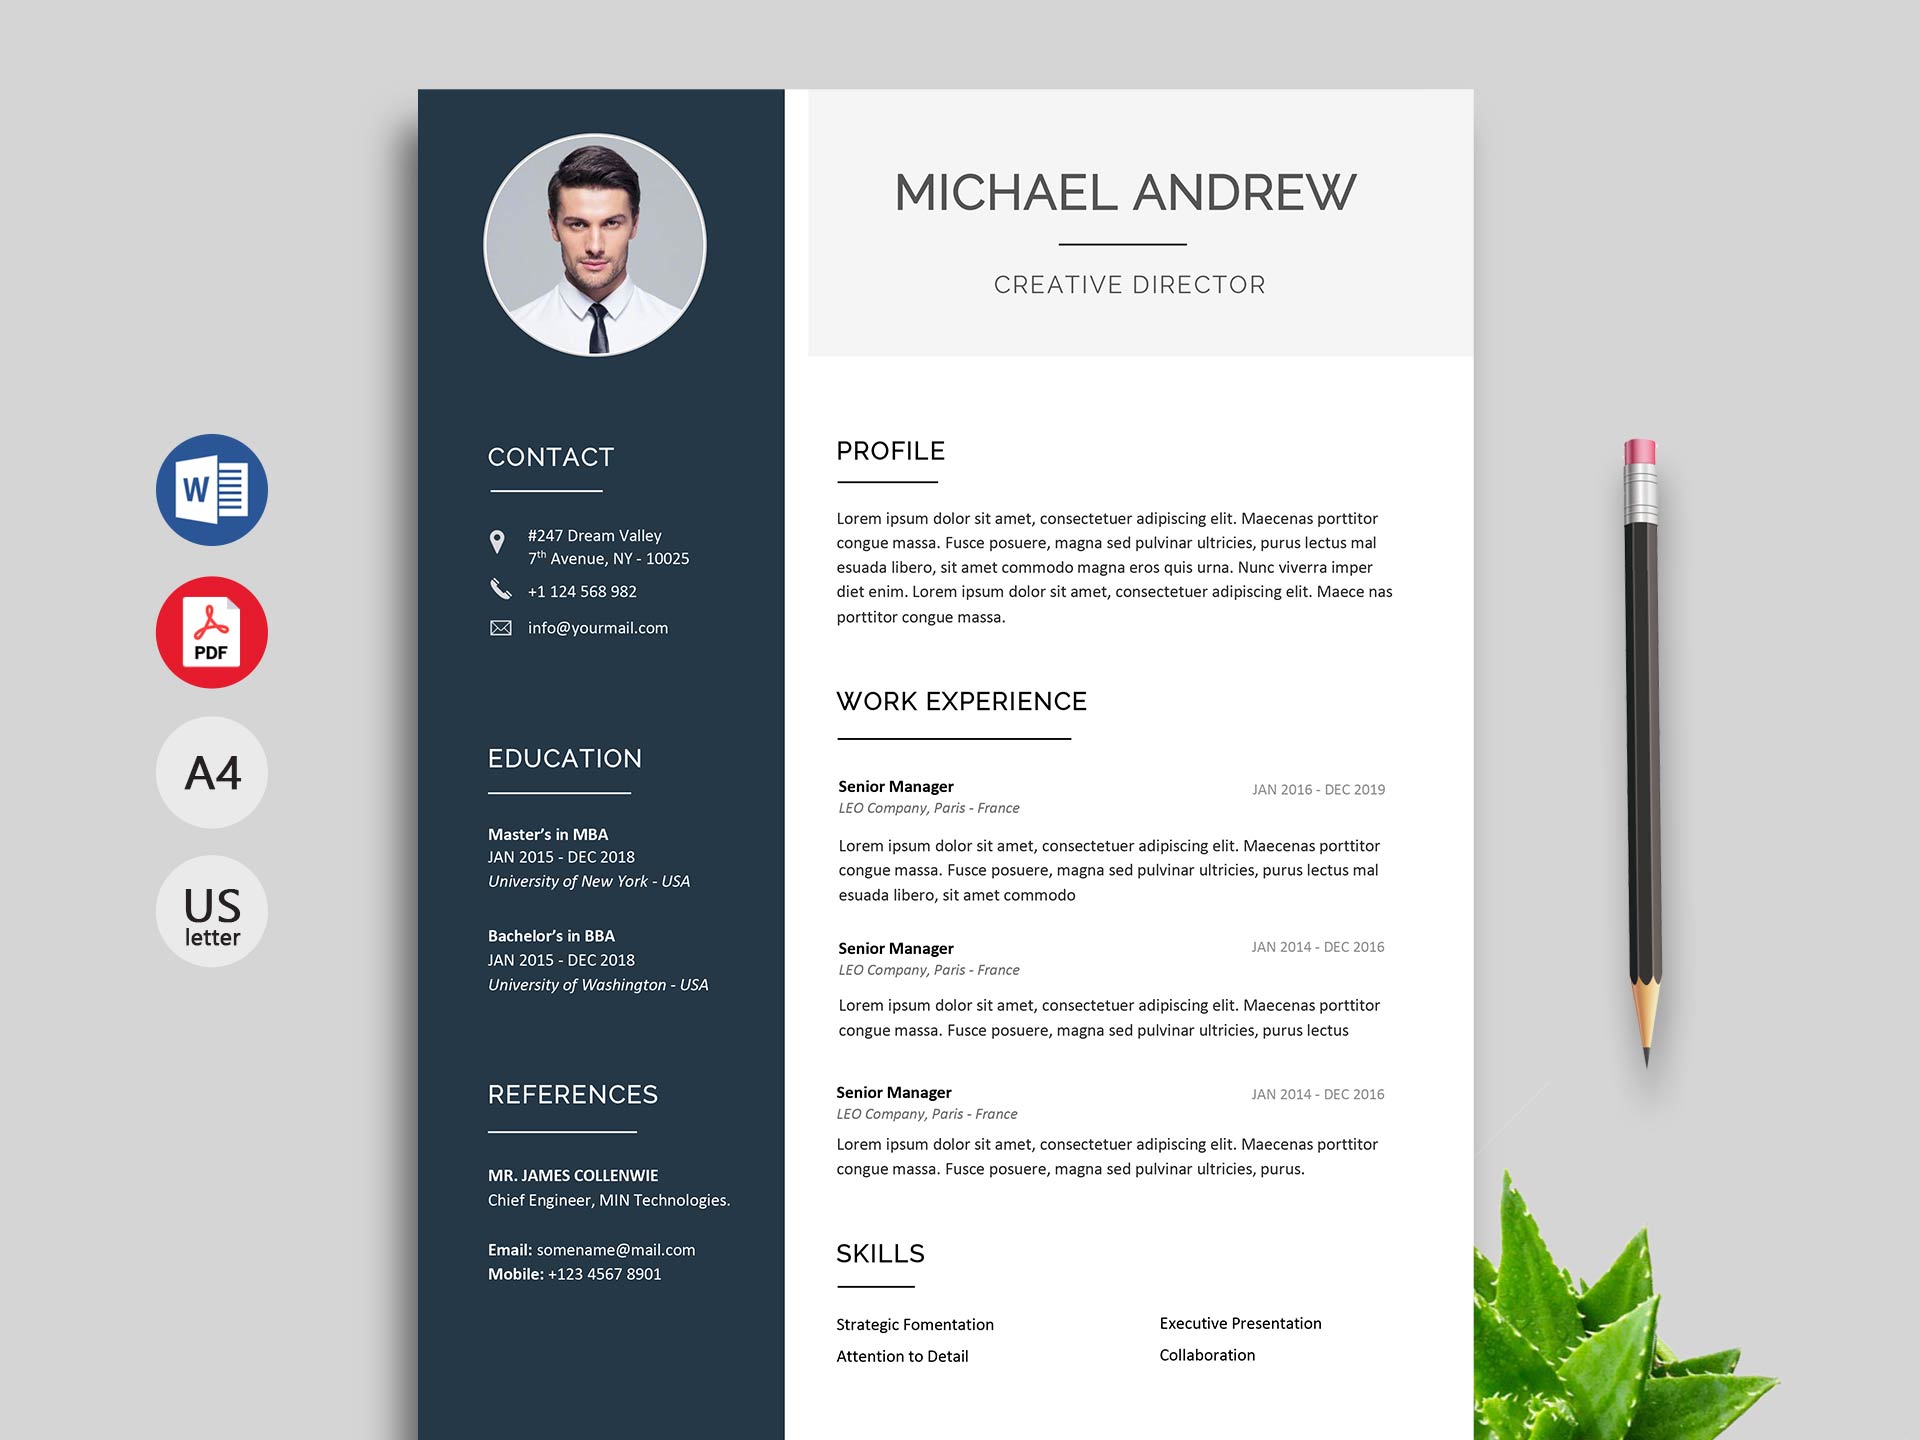 MICHAEL ANDREW
CREATIVE DIRECTOR
CONTACT
#247 Dream Valley
7th Avenue, NY - 10025
+1 124 568 982
info@yourmail.com
EDUCATION
Master’s in MBA
JAN 2015 - DEC 2018
University of New York - USA
Bachelor’s in BBA
JAN 2015 - DEC 2018
University of Washington - USA
REFERENCES
MR. JAMES COLLENWIE
Chief Engineer, MIN Technologies.
Email: somename@mail.com
Mobile: +123 4567 8901
PROFILE
Lorem ipsum dolor sit amet, consectetuer adipiscing elit. Maecenas porttitor
congue massa. Fusce posuere, magna sed pulvinar ultricies, purus lectus mal
esuada libero, sit amet commodo magna eros quis urna. Nunc viverra imper
diet enim. Lorem ipsum dolor sit amet, consectetuer adipiscing elit. Maece nas
porttitor congue massa.
WORK EXPERIENCE
Senior Manager
JAN 2016 - DEC 2019
LEO Company, Paris - France
Lorem ipsum dolor sit amet, consectetuer adipiscing elit. Maecenas porttitor
congue massa. Fusce posuere, magna sed pulvinar ultricies, purus lectus mal
esuada libero, sit amet commodo
Senior Manager
JAN 2014 - DEC 2016
LEO Company, Paris - France
Lorem ipsum dolor sit amet, consectetuer adipiscing elit. Maecenas porttitor
congue massa. Fusce posuere, magna sed pulvinar ultricies, purus lectus
Senior Manager
JAN 2014 - DEC 2016
LEO Company, Paris - France
Lorem ipsum dolor sit amet, consectetuer adipiscing elit. Maecenas porttitor
congue massa. Fusce posuere, magna sed pulvinar ultricies, purus.
SKILLS
Strategic Fomentation
Executive Presentation
Attention to Detail
Collaboration
W
PDF
A4
US
letter